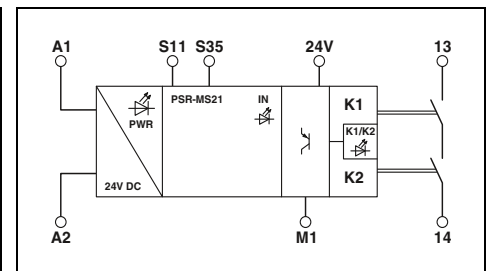 A1 S11 S35 24V 13
PSR-MS21 IN K1
PWR K1/K2
24V DC K2
A2 M1 14